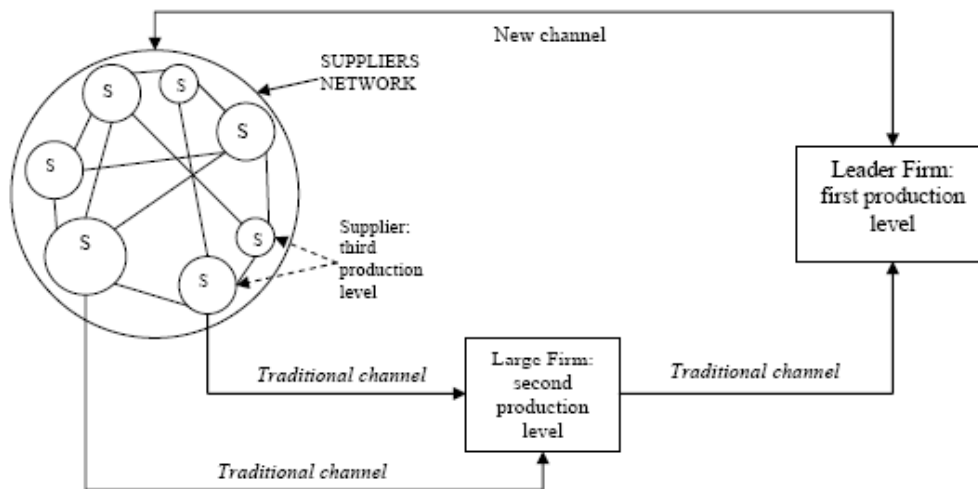 New channel
SUPPLIERS
NETWORK
S
S
S
S
S
S
S
Supplier:
third
production
level
Leader Firm:
first production
level
Large Firm:
second
production
level
Traditional channel
Traditional channel
Traditional channel